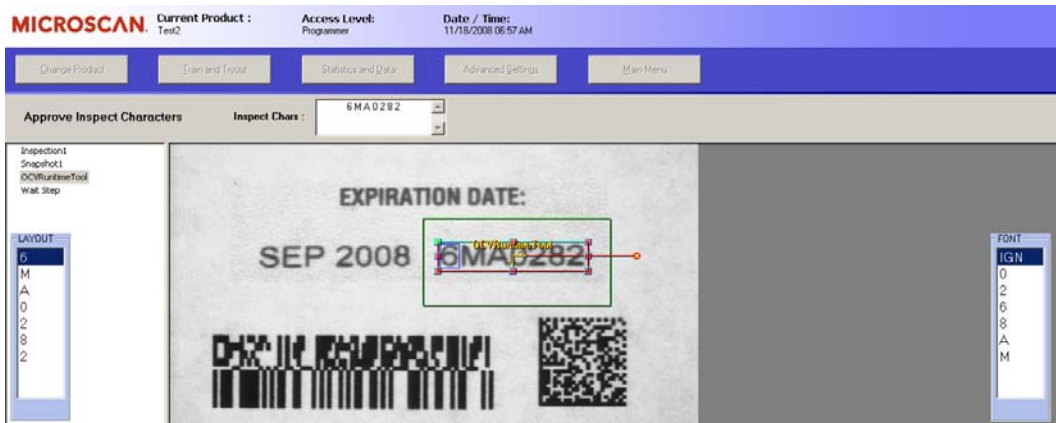 MICROSCAN.
Current Product :
Test2
Access Level:
Programmer
Date / Time:
11/18/2008 06:57 AM
Change Product
Train and Tryout
Statistics and Data
Advanced Settings
Main Menu
Approve Inspect Characters
Inspect Chars :
6MA0282
Inspection1
Snapshot1
OCVRuntimeTool
Wait Step
EXPIRATION DATE:
OCVRuntimeTool
SEP 2008 6MA0282
LAYOUT
6
M
A
0
2
8
2
FONT
IGN
0
2
6
8
A
M